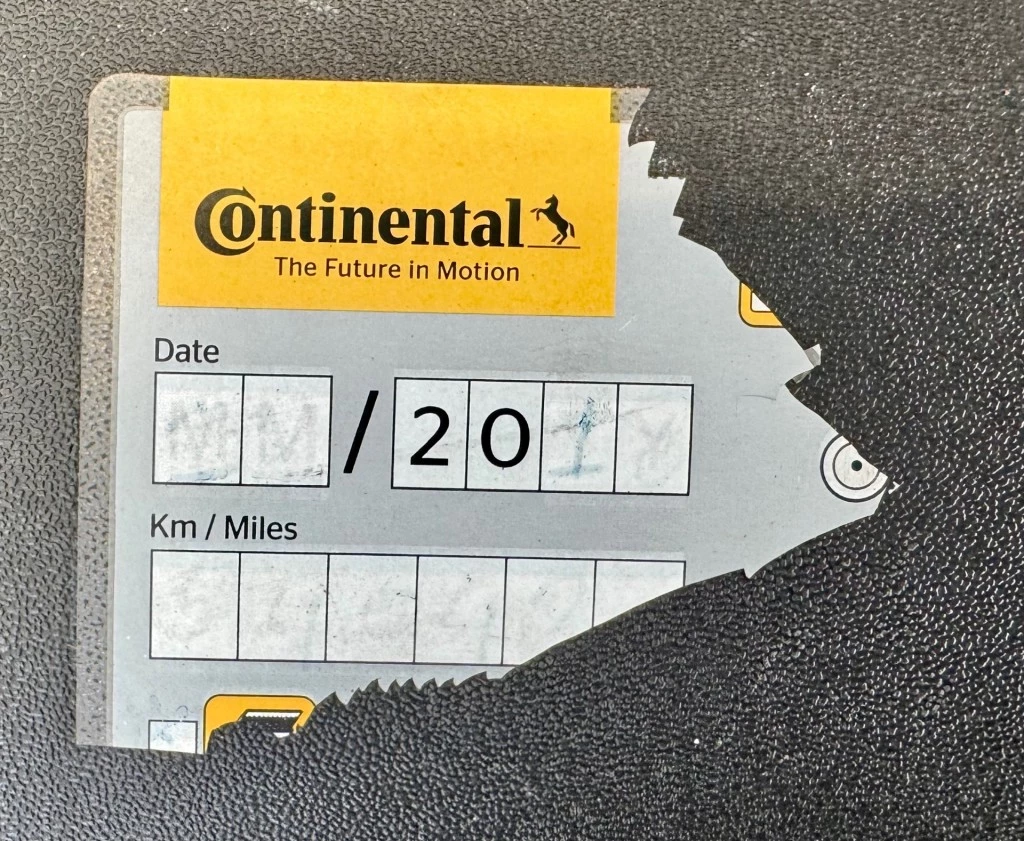 Continental
The Future in Motion
Date
/ 20
Km / Miles